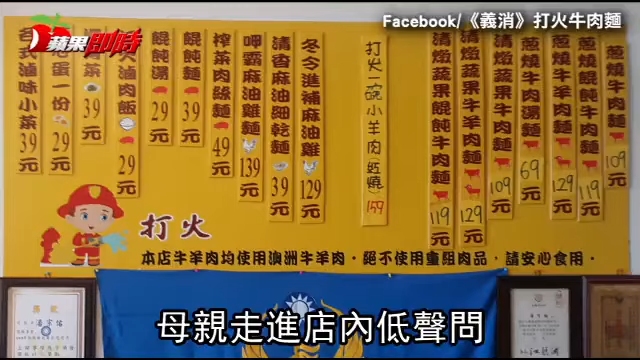 蘋果即時
Facebook/《義消》打火牛肉麵
蔥燒牛肉麵 109元
蔥燒餛飩牛肉麵 119元
蔥燒牛羊肉麵 129元
蔥燒牛肉湯麵 69元
清燉蔬果牛肉麵 109元
清燉蔬果牛羊肉麵 129元
清燉蔬果餛飩牛肉麵 119元
打火一碗小羊肉(紅燒) 159
冬令進補麻油雞 129元
清香麻油細乾麵 39元
呷霸麻油雞麵 139元
榨菜肉絲麵 49元
餛飩麵 39元
餛飩湯 29元
火滷肉飯 29元
菜 39元
蛋一份 29元
各式滷味小菜 39元
打火
本店牛羊肉均使用澳洲牛羊肉，絕不使用重阻肉品，請安心食用。
母親走進店內低聲問